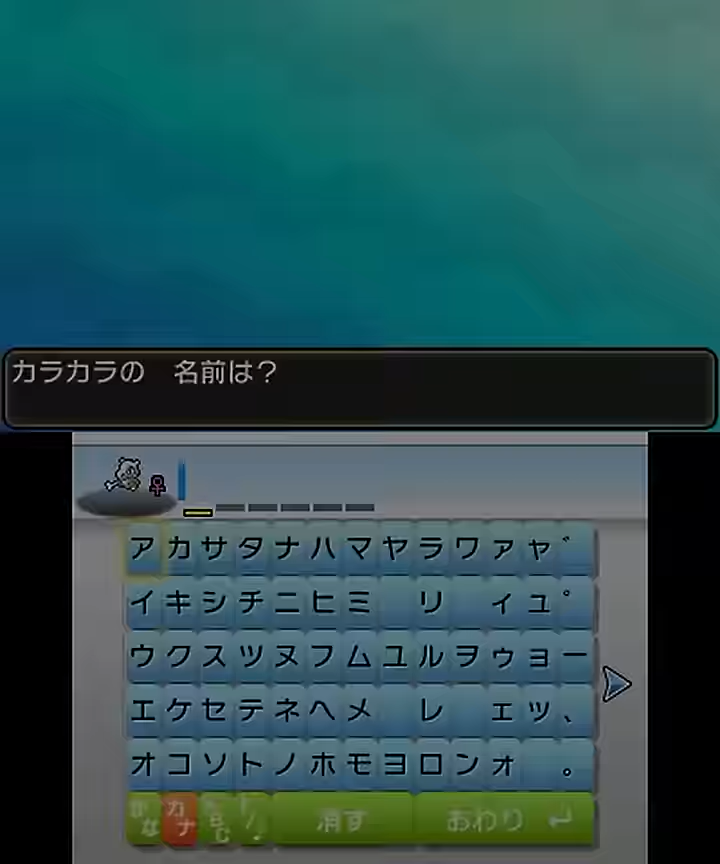 カラカラの　名前は？
♀
アカサタナハマヤラワァャ゛
イキシチニヒミ　リ　ィュ゜
ウクスツヌフムユルヲゥョー
エケセテネヘメ　レ　ェッ、
オコソトノホモヨロンォ　。
かな カナ 消す おわり